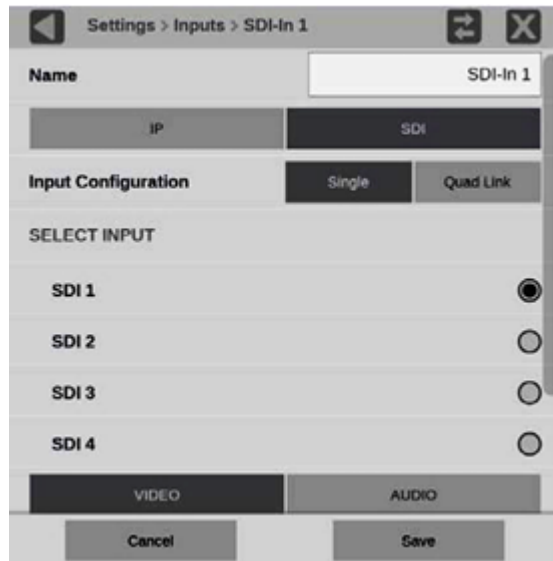 Settings > Inputs > SDI-In 1
Name SDI-In 1
IP SDI
Input Configuration Single Quad Link
SELECT INPUT
SDI 1
SDI 2
SDI 3
SDI 4
VIDEO AUDIO
Cancel Save